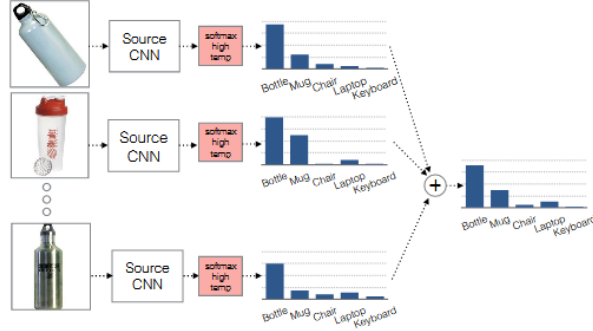 Source
CNN
softmax
high
temp
Bottle
Mug
Chair
Laptop
Keyboard
Source
CNN
softmax
high
temp
Bottle
Mug
Chair
Laptop
Keyboard
+
Bottle
Mug
Chair
Laptop
Keyboard
Source
CNN
softmax
high
temp
Bottle
Mug
Chair
Laptop
Keyboard